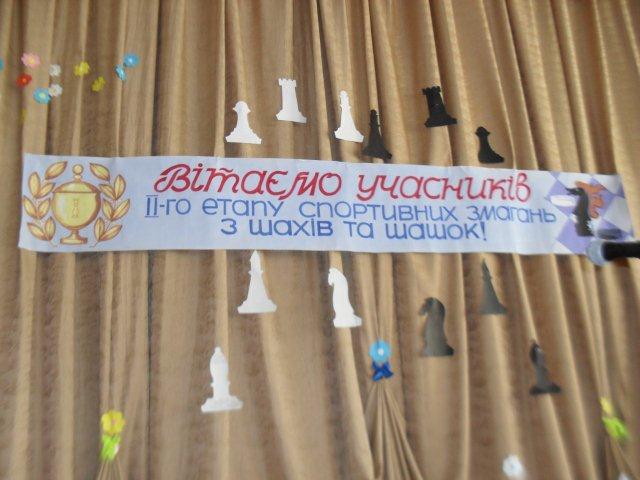 Вітаємо учасників
ІІ-го етапу спортивних змагань
з шахів та шашок!